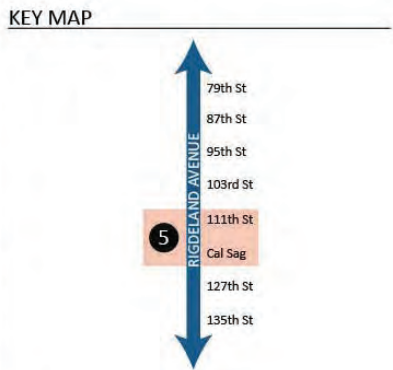 KEY MAP
79th St
87th St
95th St
103rd St
RIGDELAND AVENUE
111th St
5
Cal Sag
127th St
135th St